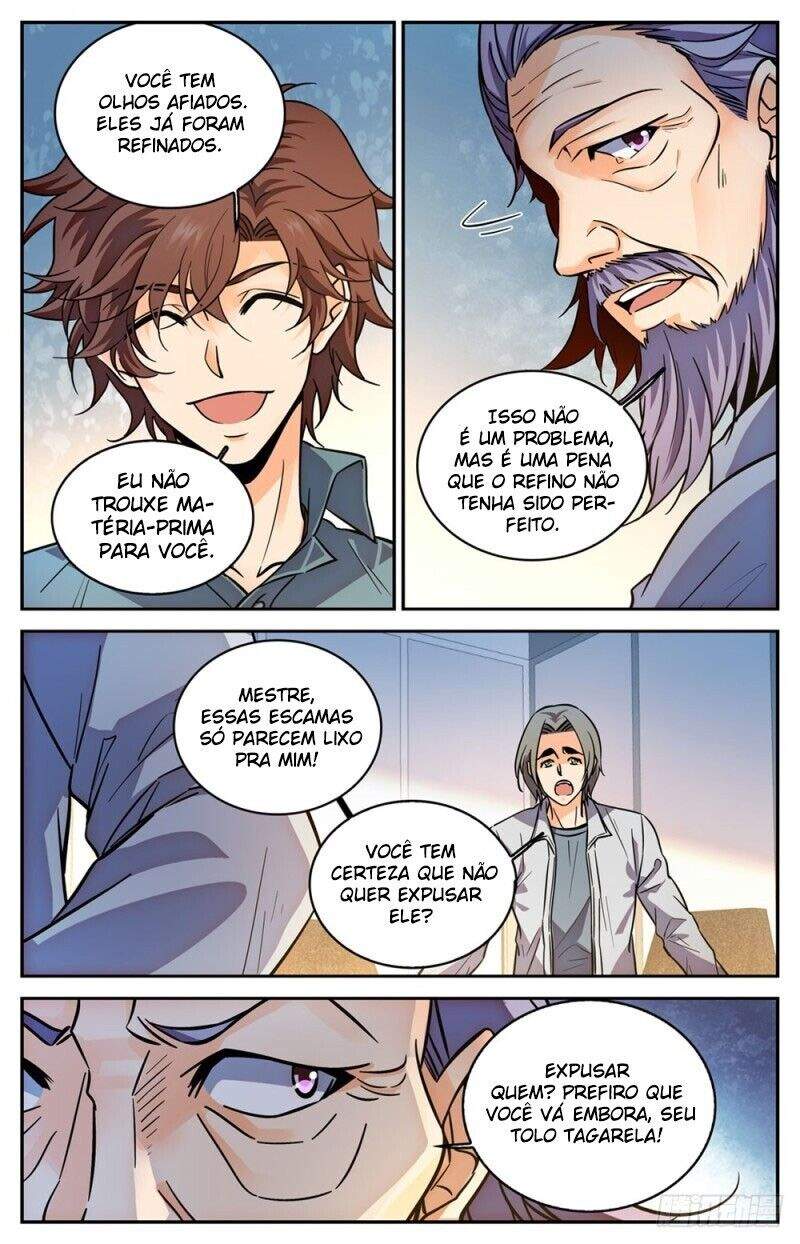 VOCÊ TEM
OLHOS AFIADOS.
ELES JÁ FORAM
REFINADOS.
EU NÃO
TROUXE MA-
TÉRIA-PRIMA
PARA VOCÊ.
ISSO NÃO
É UM PROBLEMA,
MAS É UMA PENA
QUE O REFINO NÃO
TENHA SIDO PER-
FEITO.
MESTRE,
ESSAS ESCAMAS
SÓ PARECEM LIXO
PRA MIM!
VOCÊ TEM
CERTEZA QUE NÃO
QUER EXPUSAR
ELE?
EXPUSAR
QUEM? PREFIRO QUE
VOCÊ VÁ EMBORA, SEU
TOLO TAGARELA!